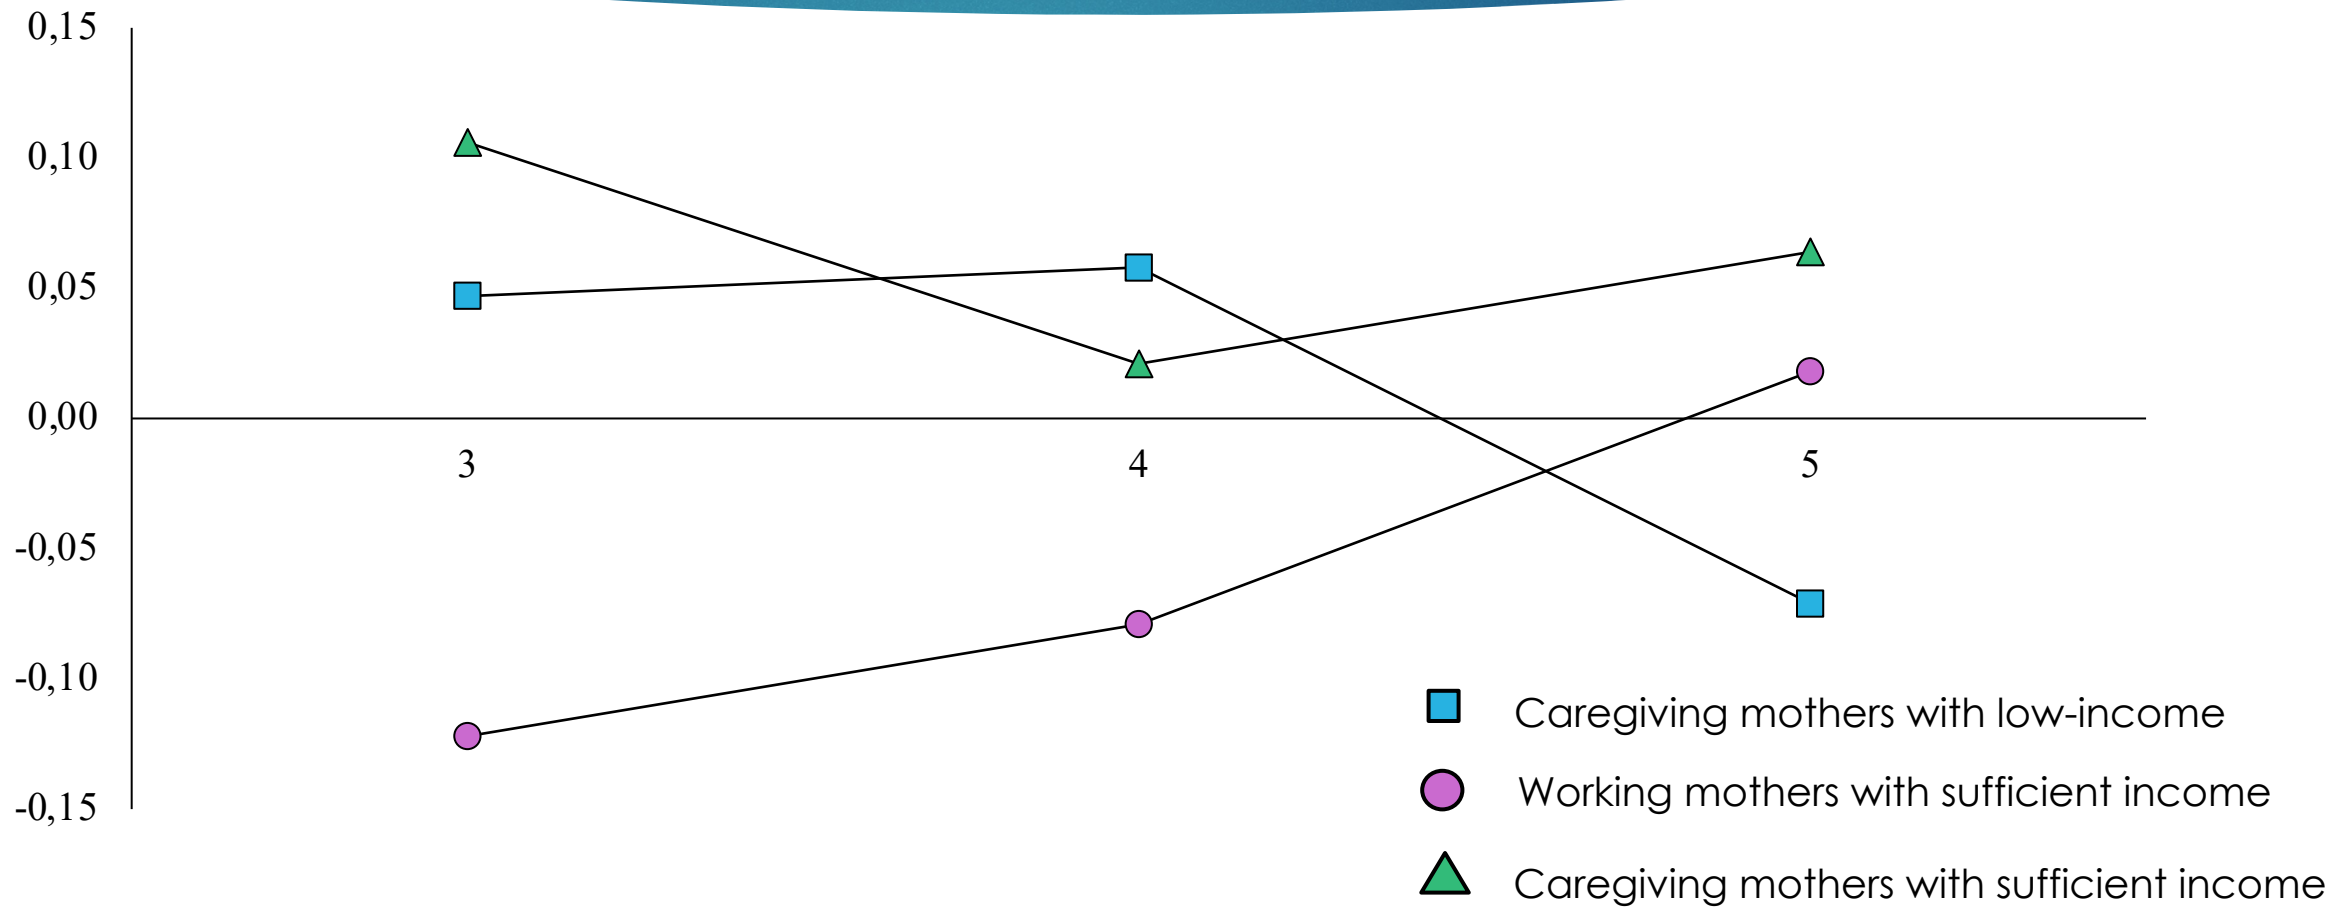 0,15
0,10
0,05
0,00
3 4 5
-0,05
-0,10
-0,15
Caregiving mothers with low-income
Working mothers with sufficient income
Caregiving mothers with sufficient income